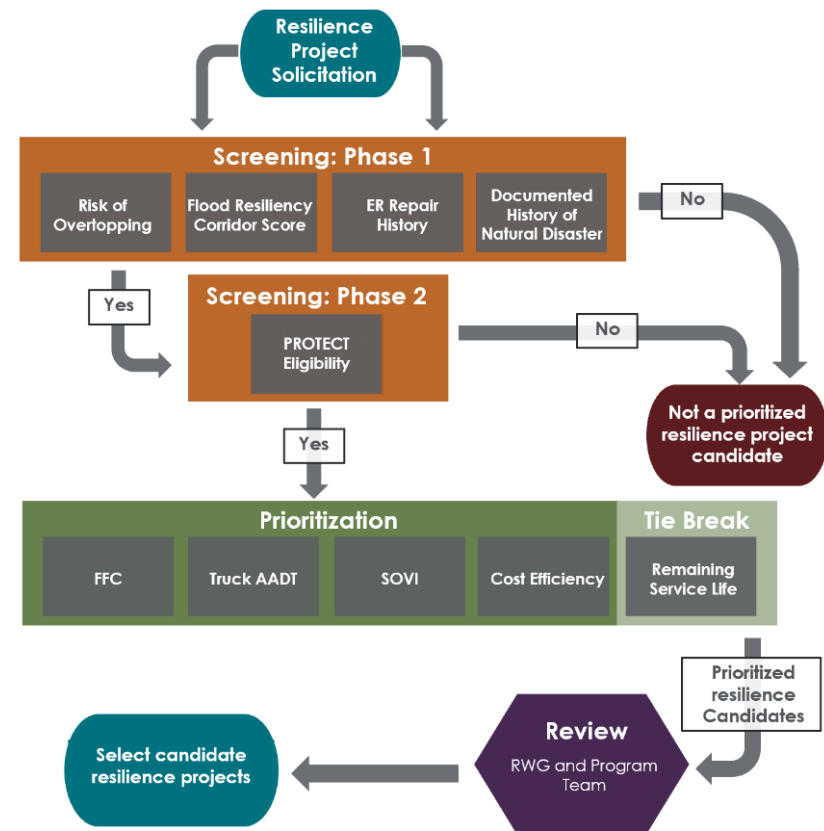 Resilience
Project
Solicitation
Screening: Phase 1
Risk of
Overtopping
Flood Resiliency
Corridor Score
ER Repair
History
Documented
History of
Natural Disaster
No
Yes
Screening: Phase 2
PROTECT
Eligibility
No
Not a prioritized
resilience project
candidate
Yes
Prioritization
Tie Break
FFC
Truck AADT
SOVI
Cost Efficiency
Remaining
Service Life
Prioritized
resilience
Candidates
Review
RWG and Program
Team
Select candidate
resilience projects